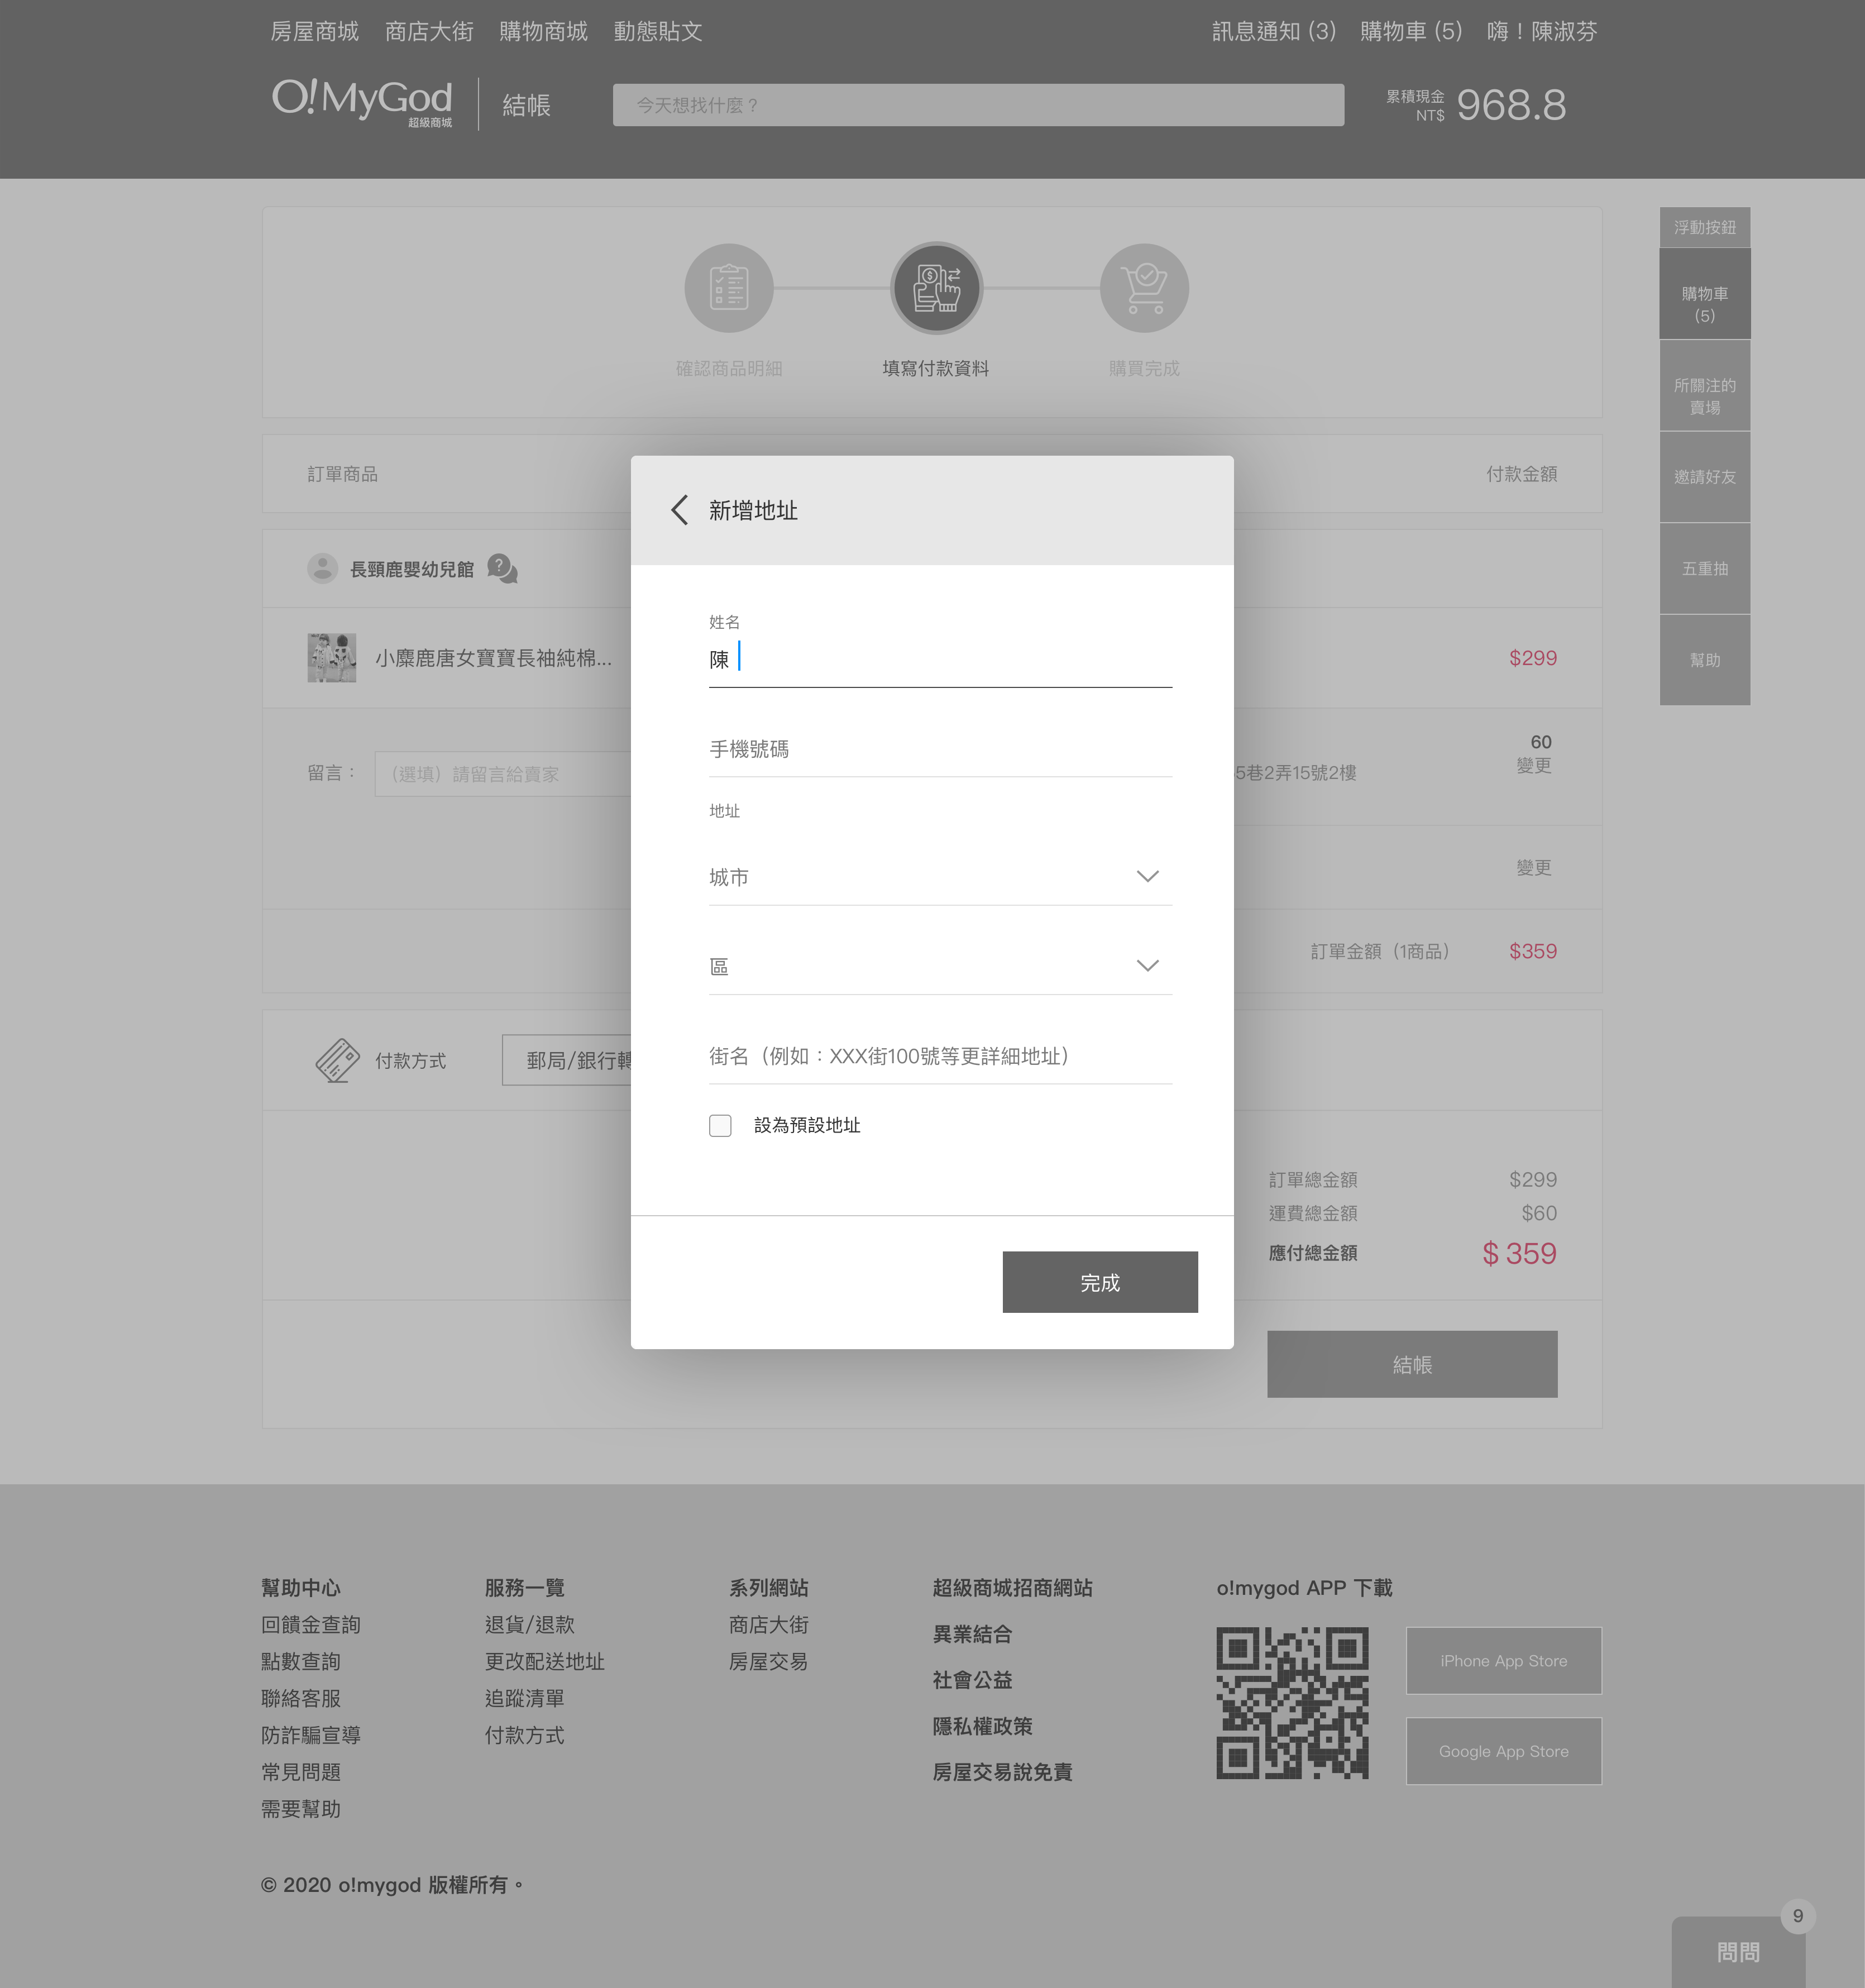 房屋商城 商店大街 購物商城 動態貼文 訊息通知 (3) 購物車 (5) 嗨！陳淑芬
O!MyGod 超級商城 結帳 今天想找什麼？ 累積現金 NT$ 968.8
浮動按鈕
購物車
(5)
所關注的
賣場
邀請好友
五重抽
幫助
確認商品明細 填寫付款資料 購買完成
訂單商品 付款金額
長頸鹿嬰幼兒館
小麋鹿唐女寶寶長袖純棉... $299
留言： （選填）請留言給賣家 5巷2弄15號2樓 60
變更
變更
訂單金額（1商品） $359
付款方式 郵局/銀行轉
訂單總金額 $299
運費總金額 $60
應付總金額 $ 359
結帳
新增地址
姓名
陳
手機號碼
地址
城市
區
街名（例如：XXX街100號等更詳細地址）
設為預設地址
完成
幫助中心
回饋金查詢
點數查詢
聯絡客服
防詐騙宣導
常見問題
需要幫助
服務一覽
退貨/退款
更改配送地址
追蹤清單
付款方式
系列網站
商店大街
房屋交易
超級商城招商網站
異業結合
社會公益
隱私權政策
房屋交易說免責
o!mygod APP 下載
iPhone App Store
Google App Store
© 2020 o!mygod 版權所有。
9
問問